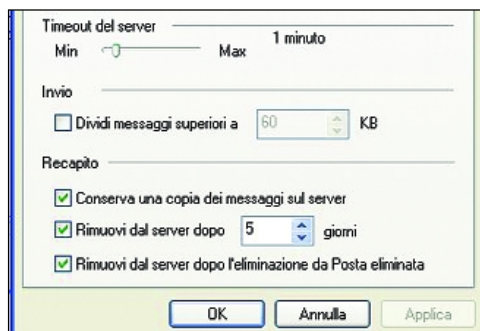 Timeout del server
Min Max 1 minuto
Invio
Dividi messaggi superiori a 60 KB
Recapito
Conserva una copia dei messaggi sul server
Rimuovi dal server dopo 5 giorni
Rimuovi dal server dopo l'eliminazione da Posta eliminata
OK Annulla Applica